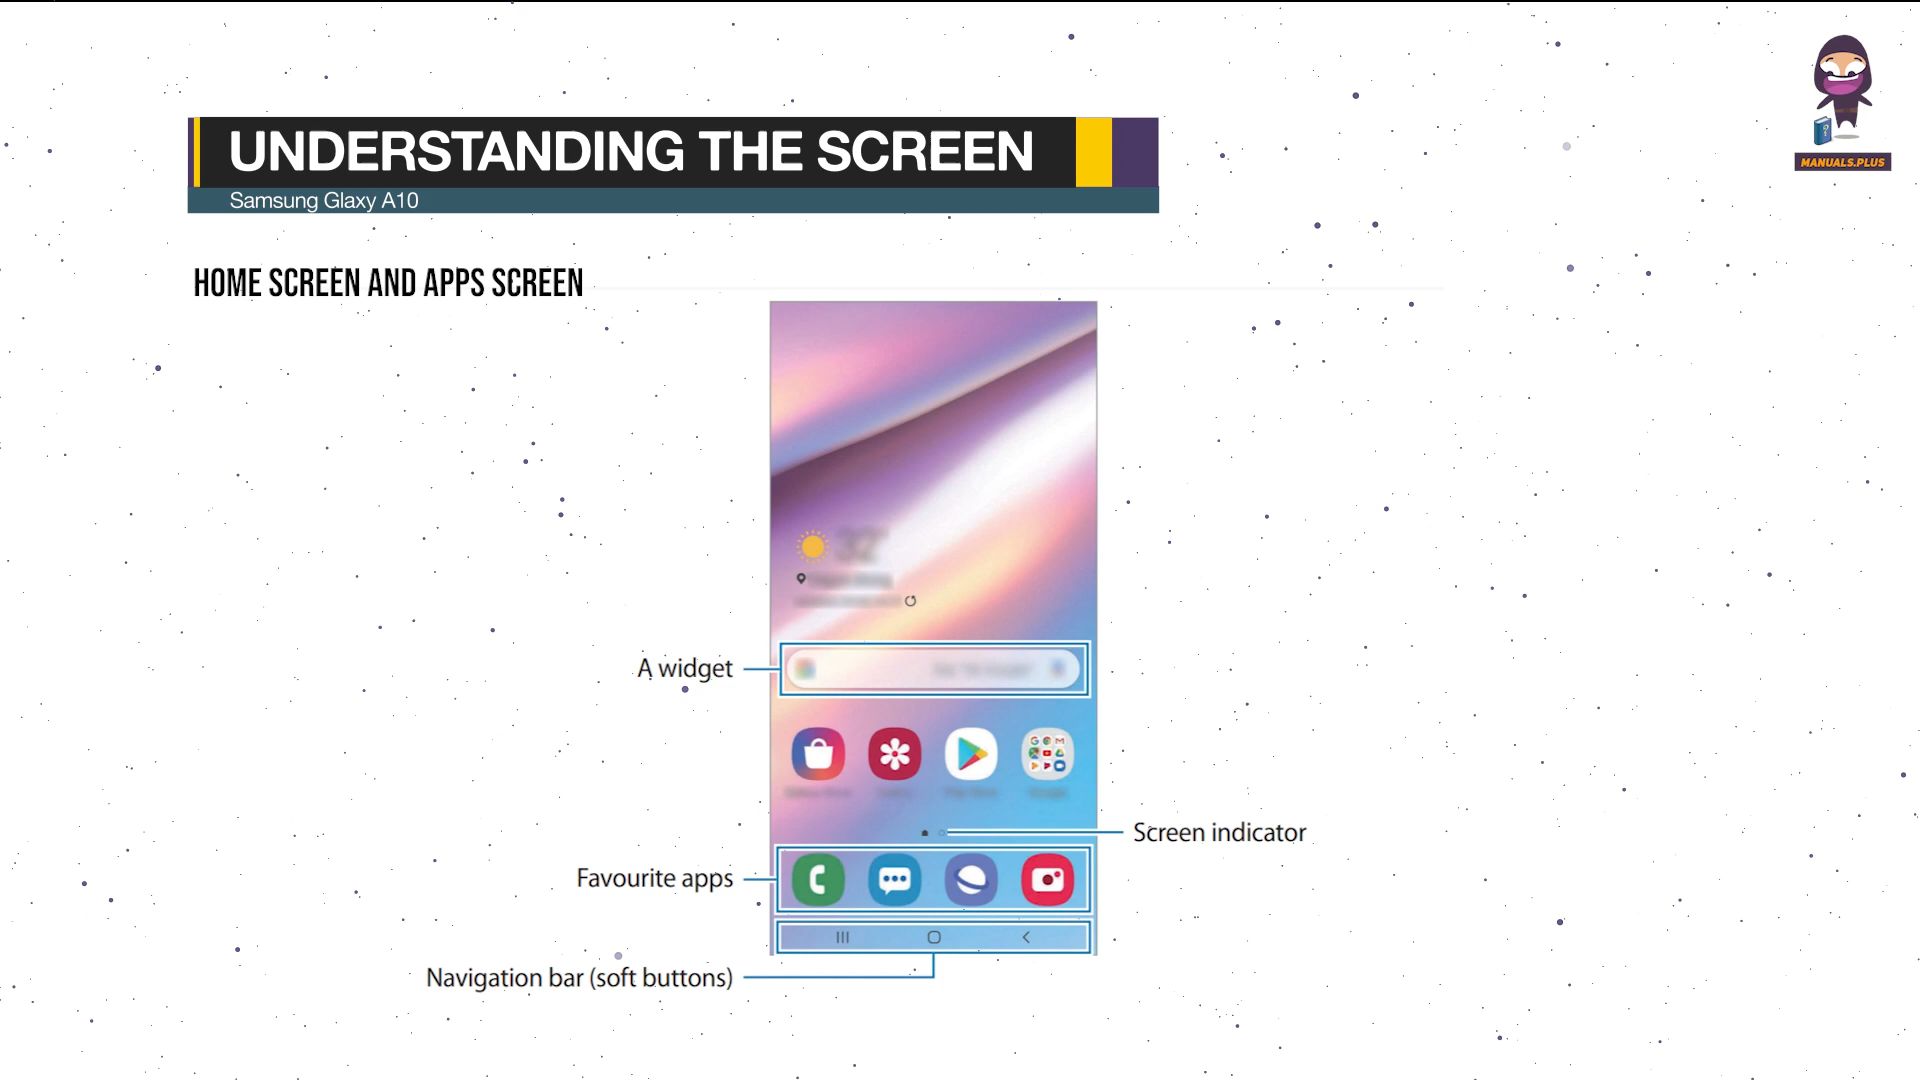 UNDERSTANDING THE SCREEN
Samsung Glaxy A10
MANUALS.PLUS
HOME SCREEN AND APPS SCREEN
A widget
Screen indicator
Favourite apps
Navigation bar (soft buttons)